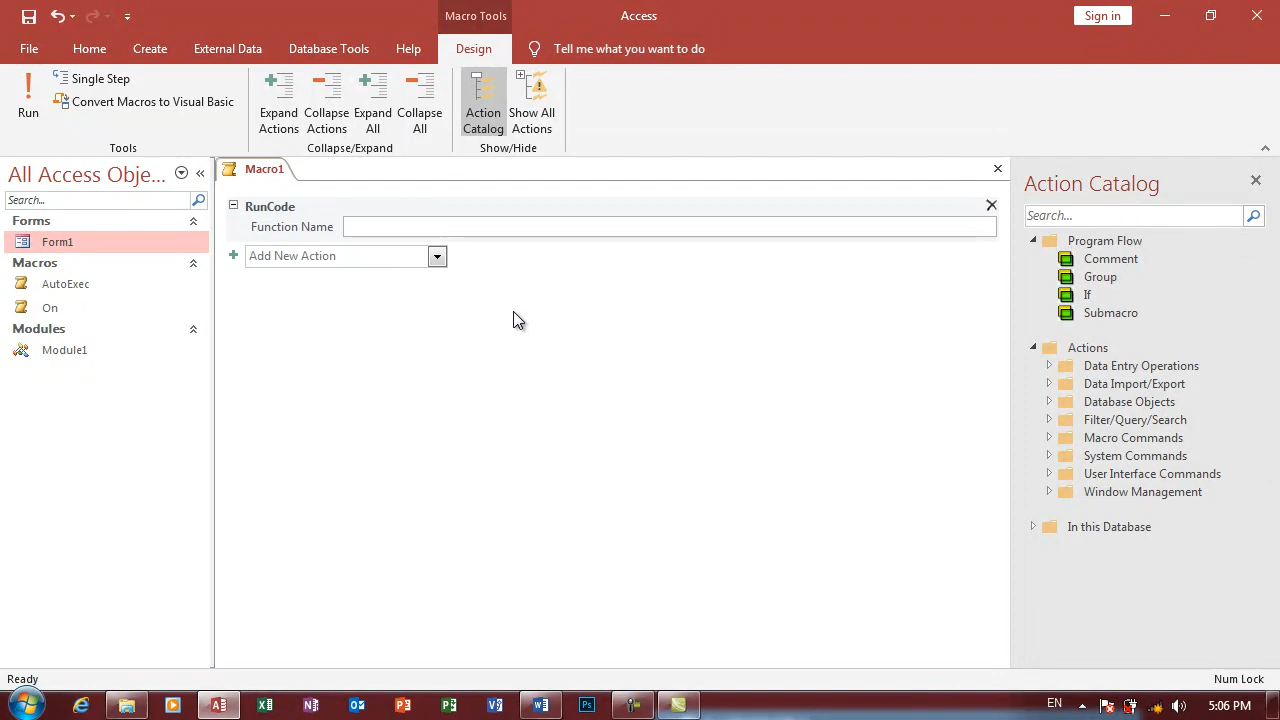 Macro Tools
Access
Sign in
File
Home
Create
External Data
Database Tools
Help
Design
Tell me what you want to do
Run
Single Step
Convert Macros to Visual Basic
Tools
Expand Actions
Collapse Actions
Expand All
Collapse All
Collapse/Expand
Action Catalog
Show All Actions
Show/Hide
All Access Obje...
Search...
Forms
Form1
Macros
AutoExec
On
Modules
Module1
Macro1
RunCode
Function Name
Add New Action
Action Catalog
Search...
Program Flow
Comment
Group
If
Submacro
Actions
Data Entry Operations
Data Import/Export
Database Objects
Filter/Query/Search
Macro Commands
System Commands
User Interface Commands
Window Management
In this Database
Ready
Num Lock
EN
5:06 PM